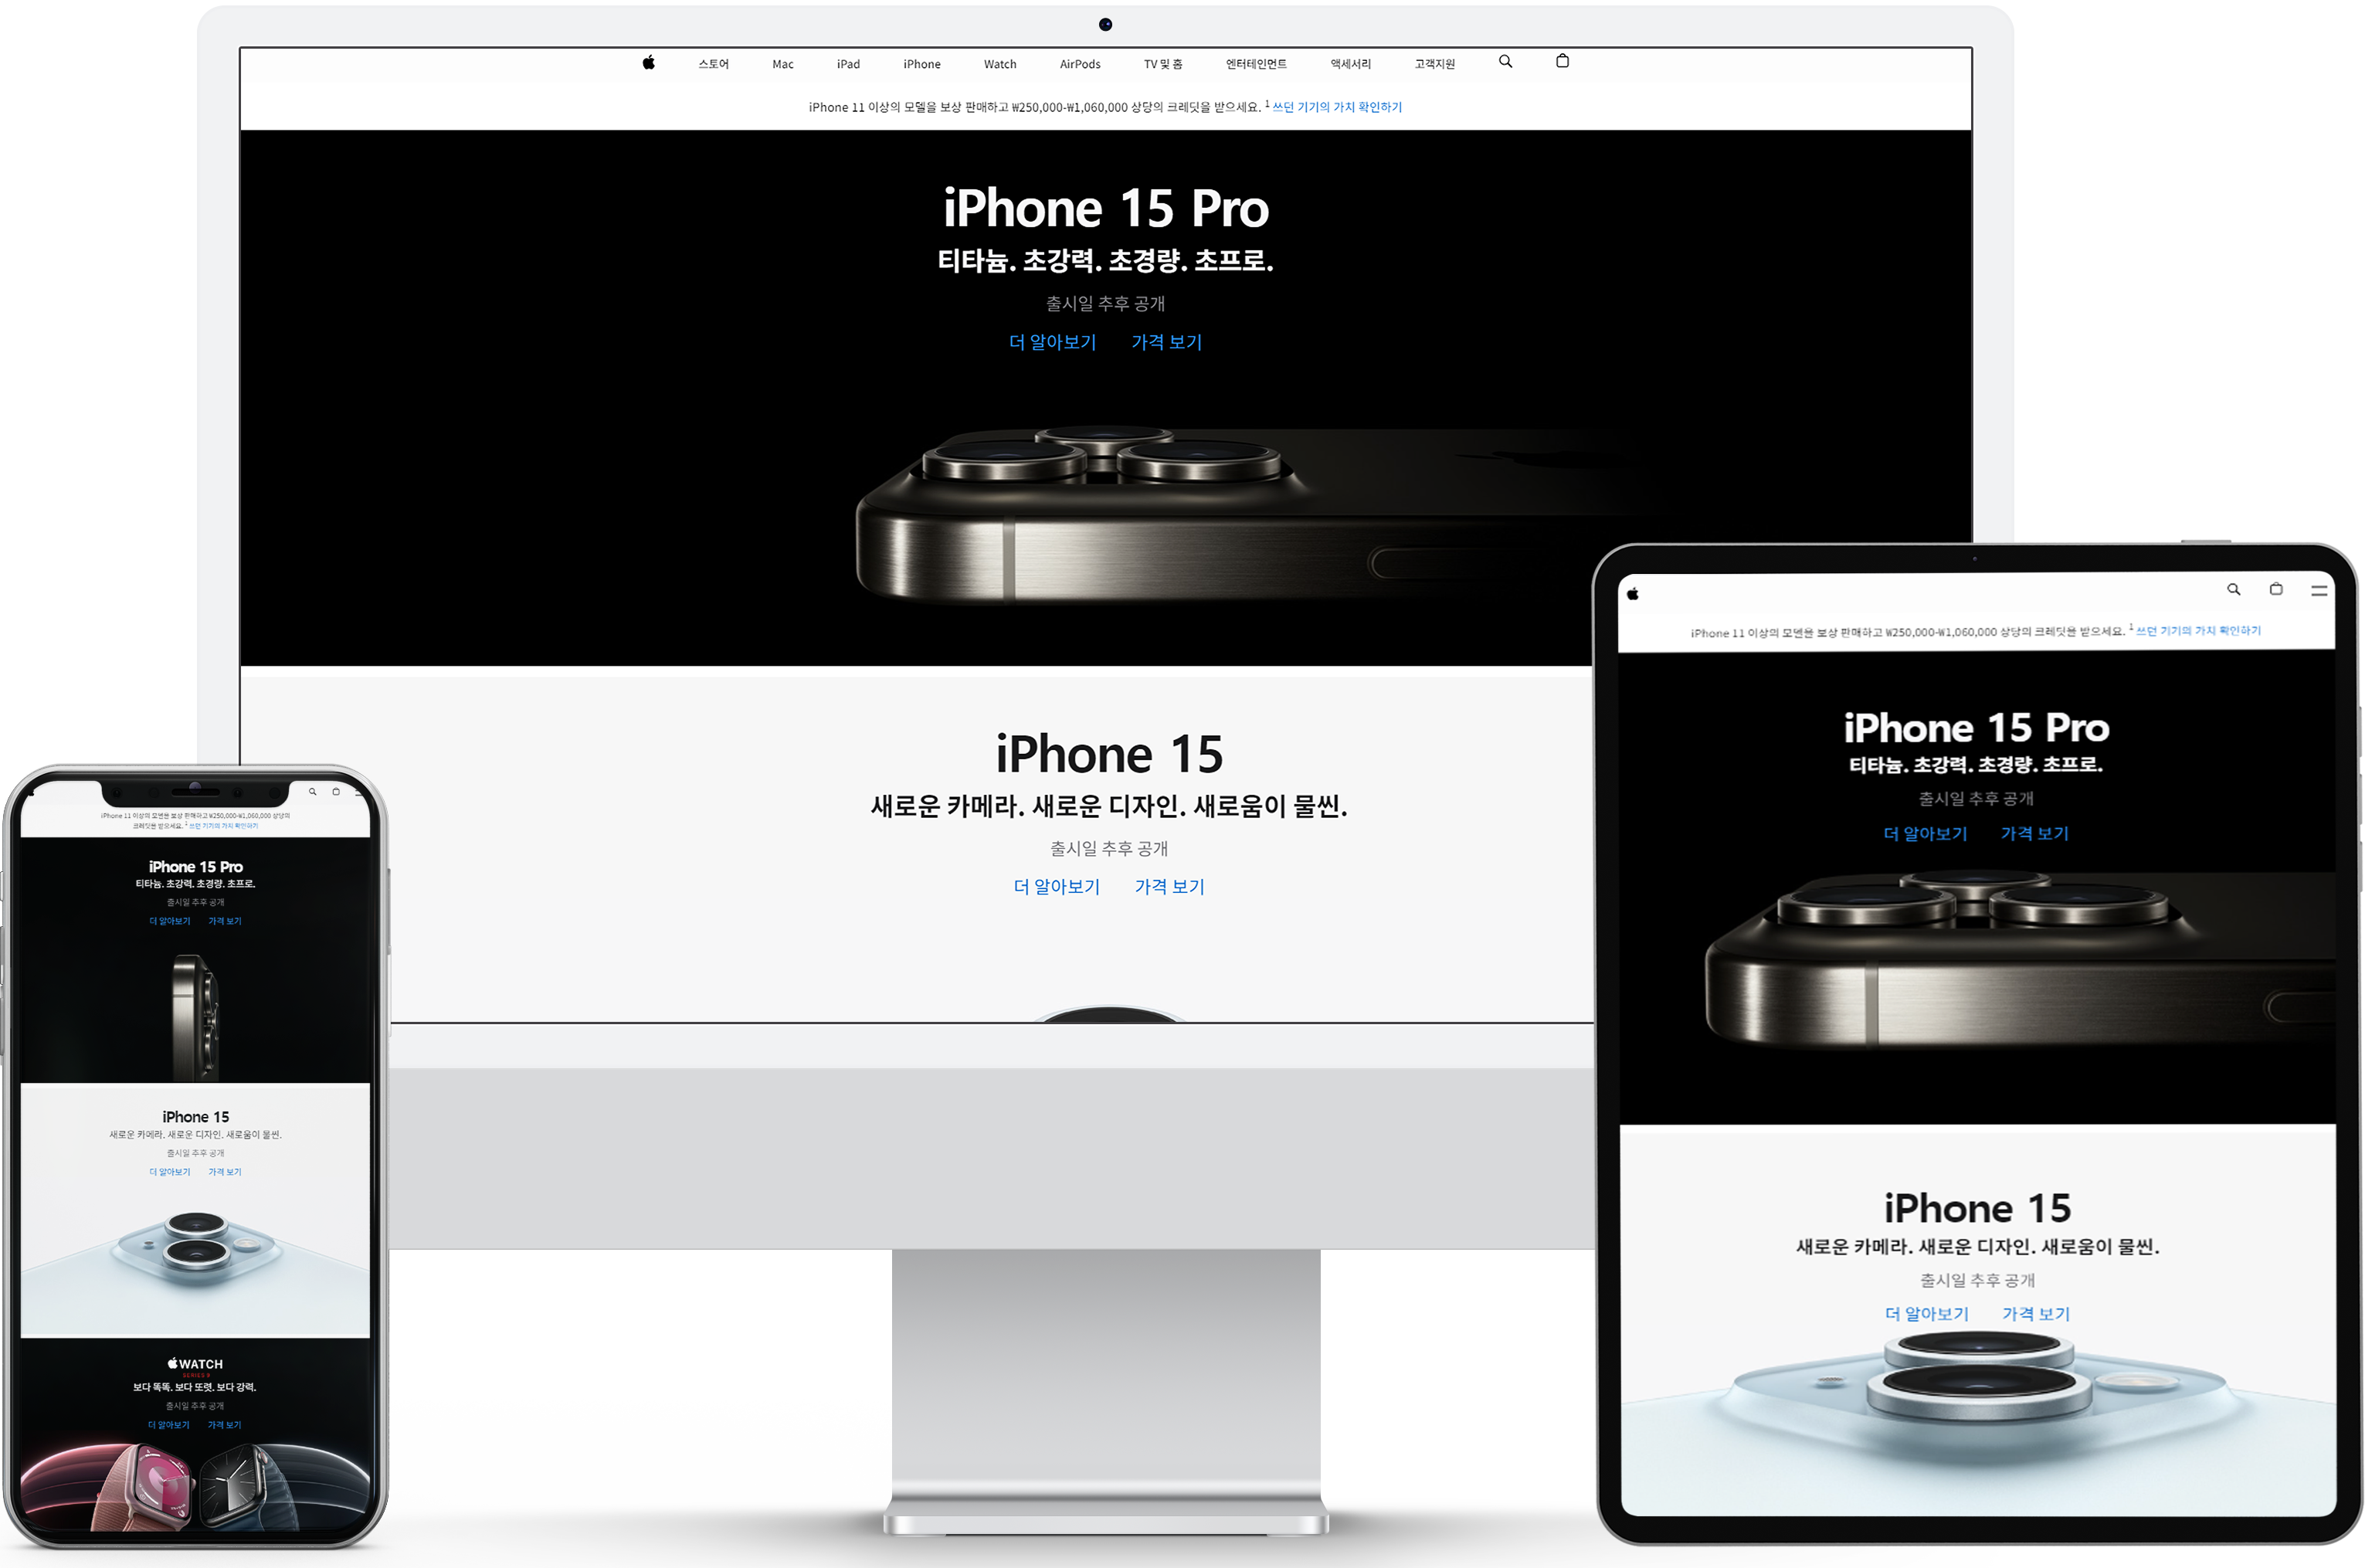 스토어 Mac iPad iPhone Watch AirPods TV 및 홈 엔터테인먼트 액세서리 고객지원
iPhone 11 이상의 모델을 보상 판매하고 ₩250,000-₩1,060,000 상당의 크레딧을 받으세요. 1 쓰던 기기의 가치 확인하기
iPhone 15 Pro
티타늄. 초강력. 초경량. 초프로.
출시일 추후 공개
더 알아보기 가격 보기
iPhone 15
새로운 카메라. 새로운 디자인. 새로움이 물씬.
출시일 추후 공개
더 알아보기 가격 보기
iPhone 11 이상의 모델을 보상 판매하고 ₩250,000-₩1,060,000 상당의
크레딧을 받으세요. 1 쓰던 기기의 가치 확인하기
iPhone 15 Pro
티타늄. 초강력. 초경량. 초프로.
출시일 추후 공개
더 알아보기 가격 보기
iPhone 15
새로운 카메라. 새로운 디자인. 새로움이 물씬.
출시일 추후 공개
더 알아보기 가격 보기
WATCH
SERIES 9
보다 똑똑. 보다 또렷. 보다 강력.
출시일 추후 공개
더 알아보기 가격 보기
iPhone 11 이상의 모델을 보상 판매하고 ₩250,000-₩1,060,000 상당의 크레딧을 받으세요. 1 쓰던 기기의 가치 확인하기
iPhone 15 Pro
티타늄. 초강력. 초경량. 초프로.
출시일 추후 공개
더 알아보기 가격 보기
iPhone 15
새로운 카메라. 새로운 디자인. 새로움이 물씬.
출시일 추후 공개
더 알아보기 가격 보기